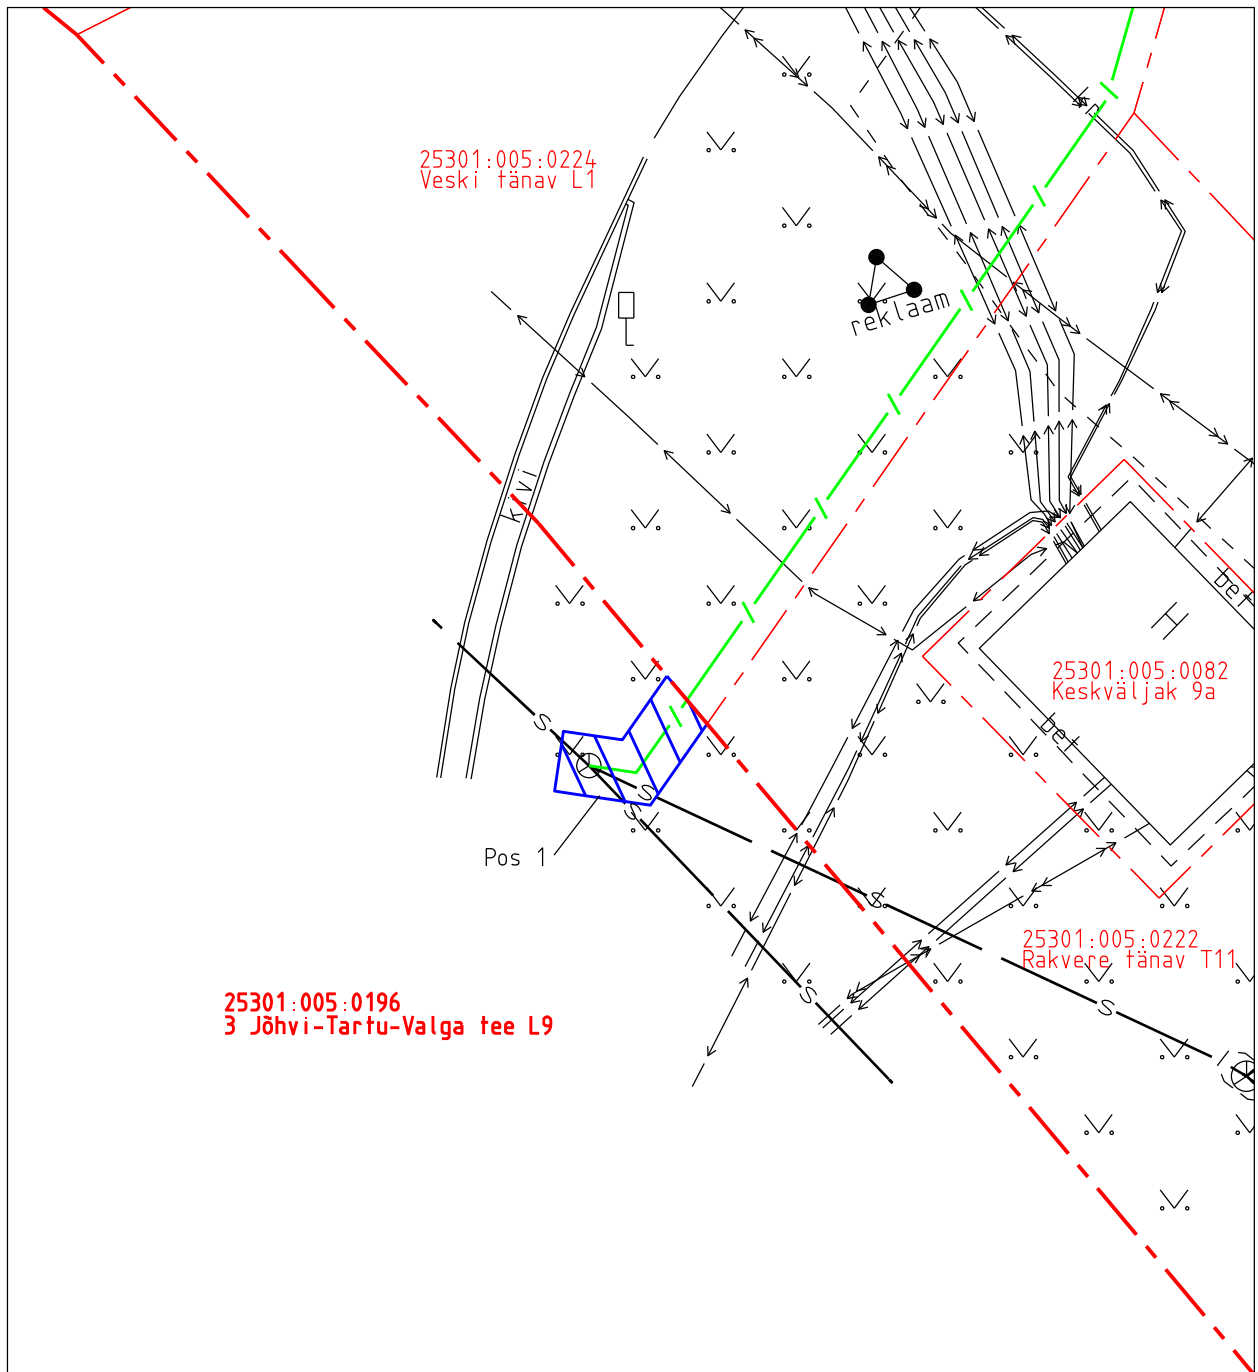 D
25301:005:0224
Veski tänav L1
reklaam
kivi
bet
H
25301:005:0082
Keskväljak 9a
bet
S
S
S
Pos 1
S
25301:005:0222
Rakvere tänav T11
S
S
25301:005:0196
3 Jõhvi-Tartu-Valga tee L9